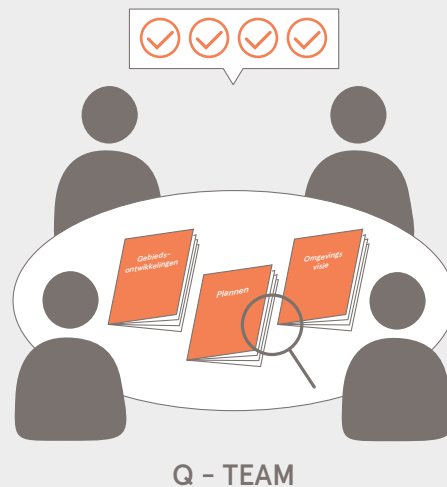 Gebieds-
ontwikkelingen
Plannen
Omgevings
visie
Q - TEAM